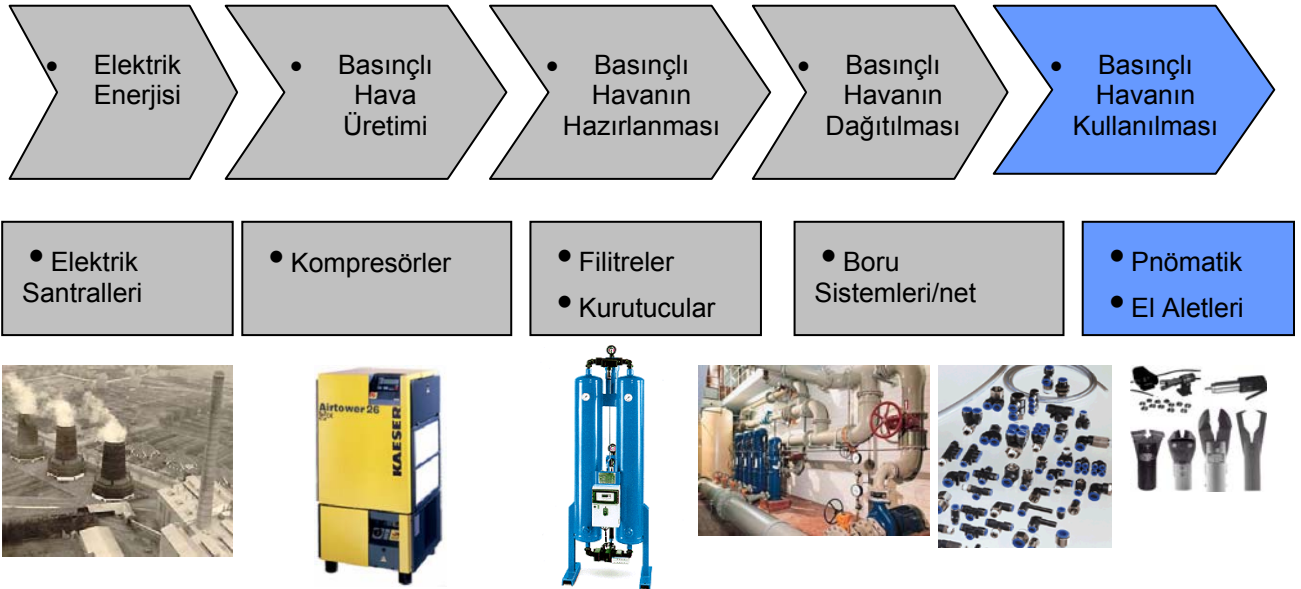 • Elektrik
Enerjisi
• Basınçlı
Hava
Üretimi
• Basınçlı
Havanın
Hazırlanması
• Basınçlı
Havanın
Dağıtılması
• Basınçlı
Havanın
Kullanılması
• Elektrik
Santralleri
• Kompresörler
• Filitreler
• Kurutucular
• Boru
Sistemleri/net
• Pnömatik
• El Aletleri
Airtower 26
KAESER